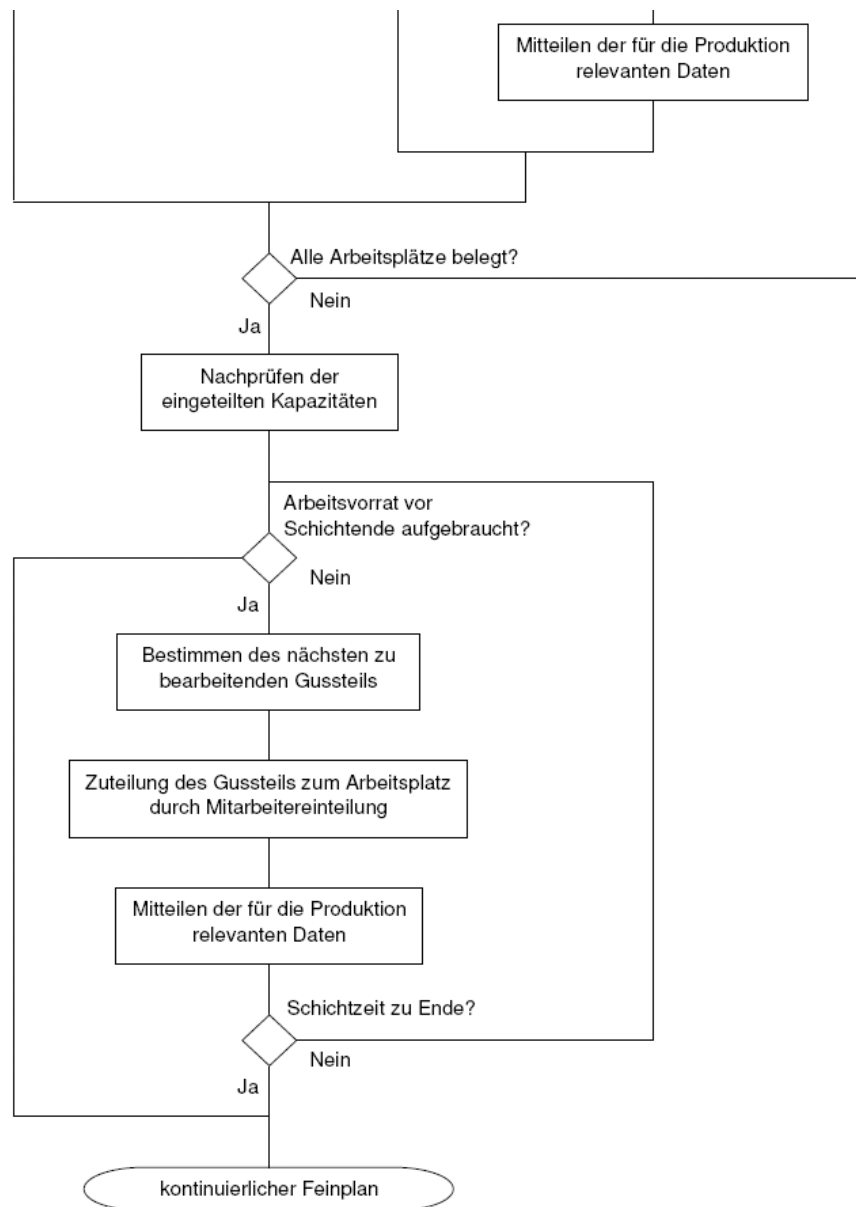 Mitteilen der für die Produktion
relevanten Daten
Alle Arbeitsplätze belegt?
Nein
Ja
Nachprüfen der
eingeteilten Kapazitäten
Arbeitsvorrat vor
Schichtende aufgebraucht?
Nein
Ja
Bestimmen des nächsten zu
bearbeitenden Gussteils
Zuteilung des Gussteils zum Arbeitsplatz
durch Mitarbeitereinteilung
Mitteilen der für die Produktion
relevanten Daten
Schichtzeit zu Ende?
Nein
Ja
kontinuierlicher Feinplan